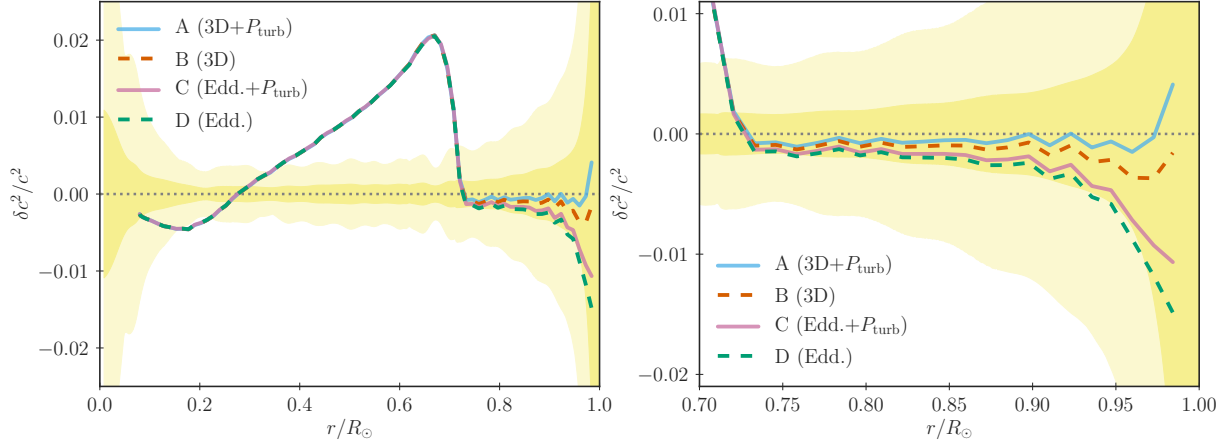 0.02
0.01
0.00
−0.01
−0.02
δc²/c²
A (3D+P_turb)
B (3D)
C (Edd.+P_turb)
D (Edd.)
0.0 0.2 0.4 0.6 0.8 1.0
r/R_⊙
0.01
0.00
−0.01
−0.02
δc²/c²
A (3D+P_turb)
B (3D)
C (Edd.+P_turb)
D (Edd.)
0.70 0.75 0.80 0.85 0.90 0.95 1.00
r/R_⊙